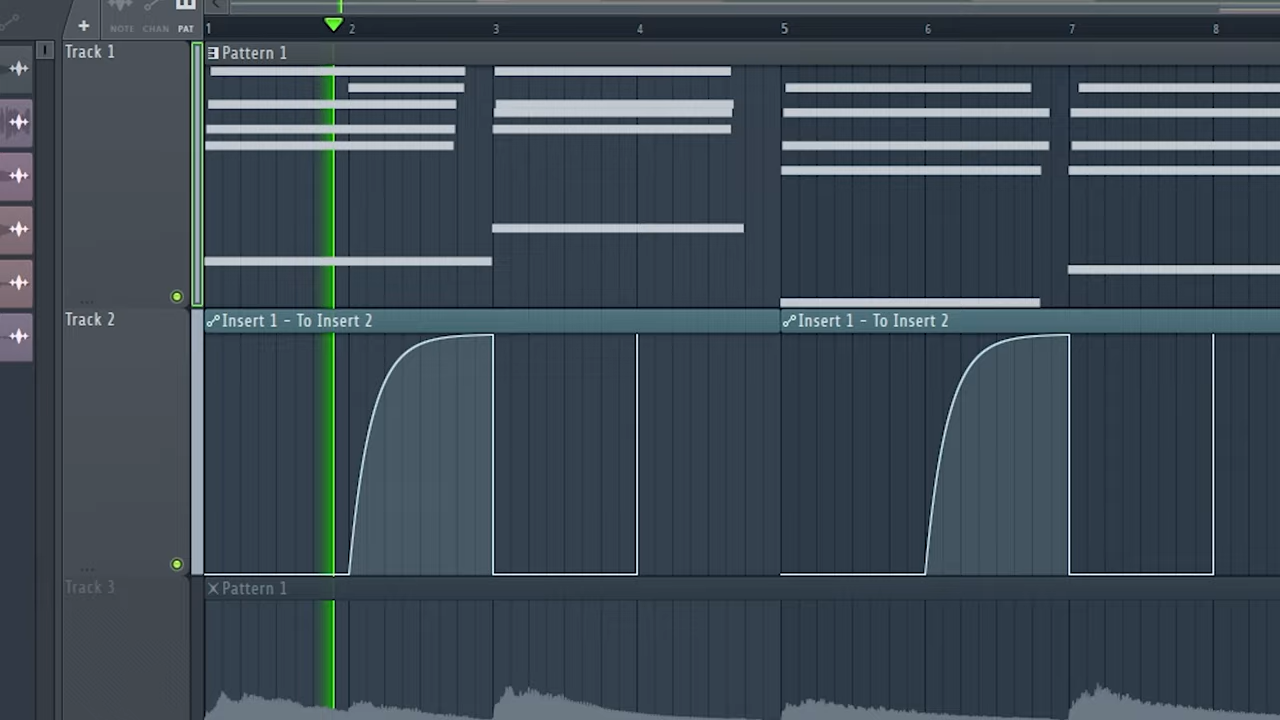 NOTE CHAN PAT
1 2 3 4 5 6 7 8
Track 1
Pattern 1
Track 2
Insert 1 - To Insert 2
Insert 1 - To Insert 2
Track 3
Pattern 1